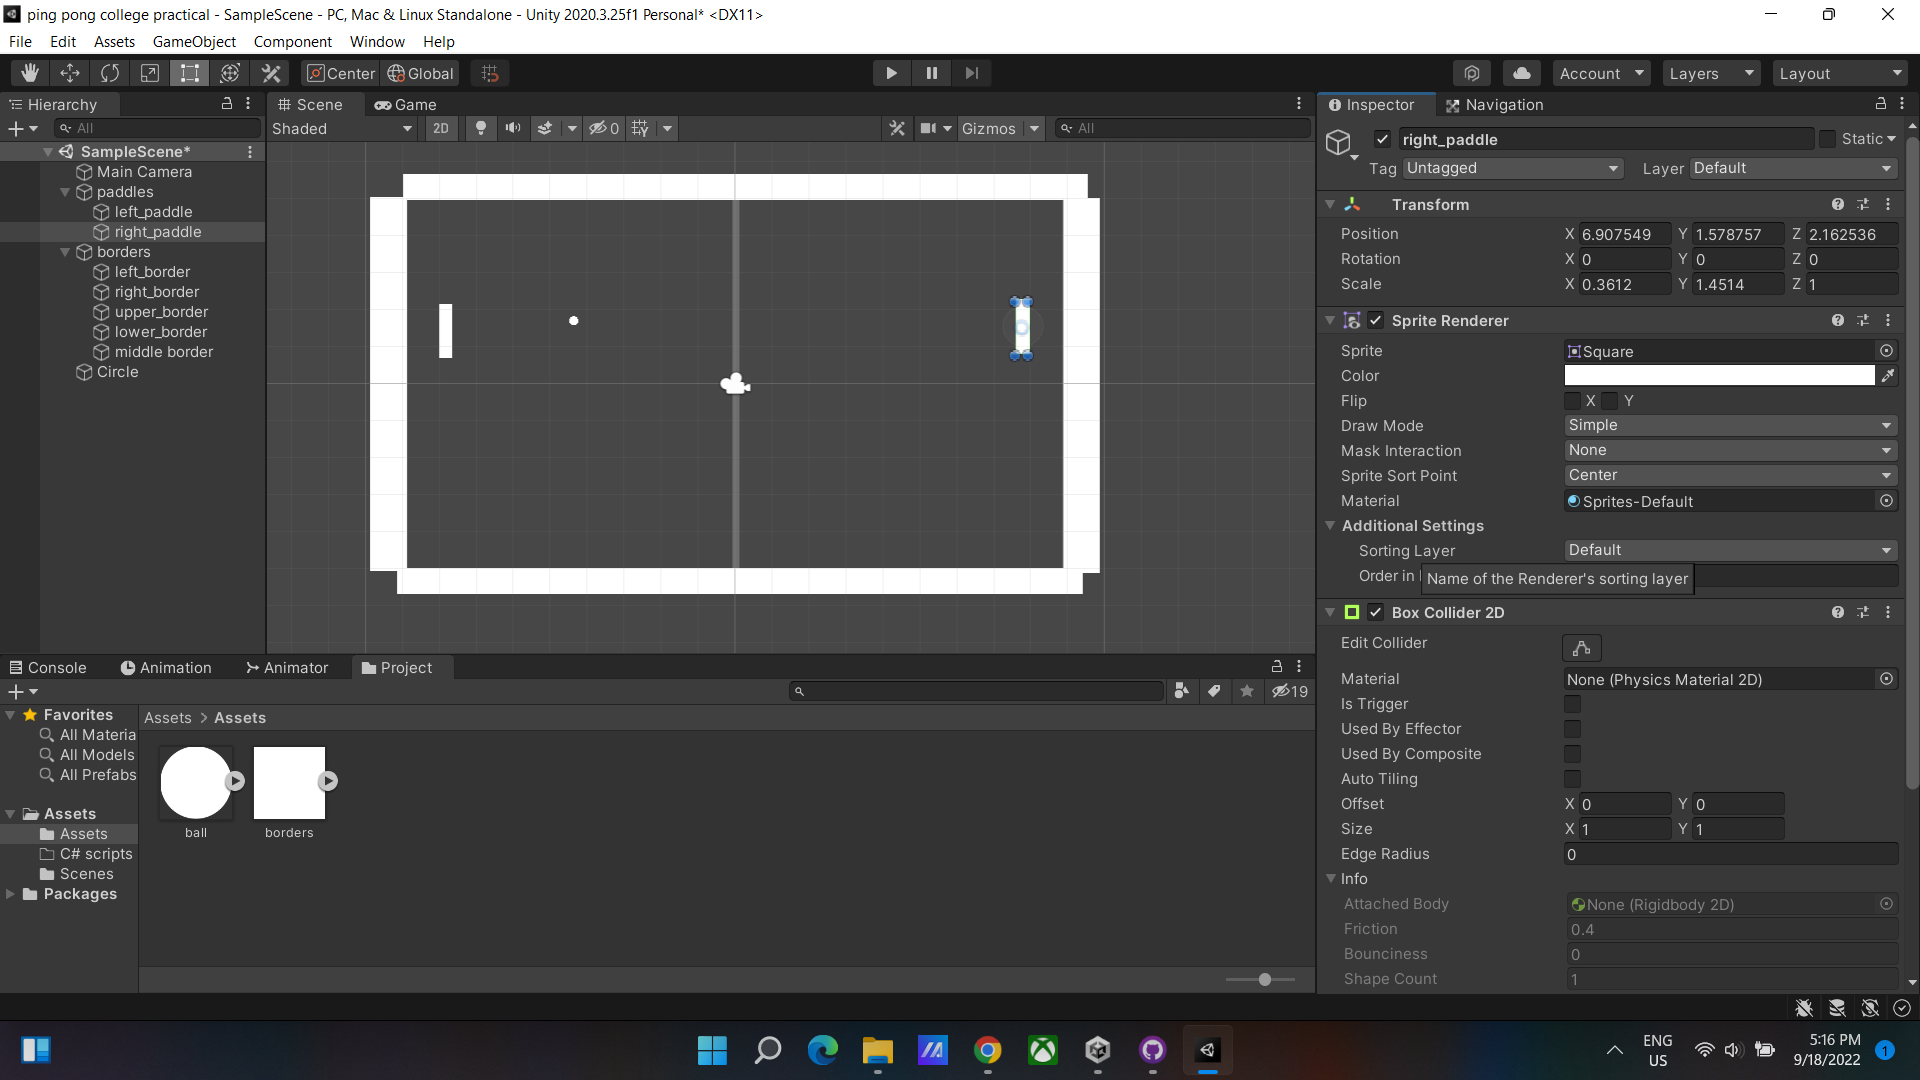 ping pong college practical - SampleScene - PC, Mac & Linux Standalone - Unity 2020.3.25f1 Personal* <DX11>
File Edit Assets GameObject Component Window Help
Center Global
Account Layers Layout
Hierarchy
All
SampleScene*
Main Camera
paddles
left_paddle
right_paddle
borders
left_border
right_border
upper_border
lower_border
middle border
Circle
Scene Game
Shaded 2D 0 Gizmos All
Inspector Navigation
right_paddle Static
Tag Untagged Layer Default
Transform
Position X 6.907549 Y 1.578757 Z 2.162536
Rotation X 0 Y 0 Z 0
Scale X 0.3612 Y 1.4514 Z 1
Sprite Renderer
Sprite Square
Color
Flip X Y
Draw Mode Simple
Mask Interaction None
Sprite Sort Point Center
Material Sprites-Default
Additional Settings
Sorting Layer Default
Order in
Name of the Renderer's sorting layer
Box Collider 2D
Edit Collider
Material None (Physics Material 2D)
Is Trigger
Used By Effector
Used By Composite
Auto Tiling
Offset X 0 Y 0
Size X 1 Y 1
Edge Radius 0
Info
Attached Body None (Rigidbody 2D)
Friction 0.4
Bounciness 0
Shape Count 1
Console Animation Animator Project
19
Favorites
All Materia
All Models
All Prefabs
Assets
Assets
C# scripts
Scenes
Packages
Assets > Assets
ball borders
ENG
US
5:16 PM
9/18/2022
1